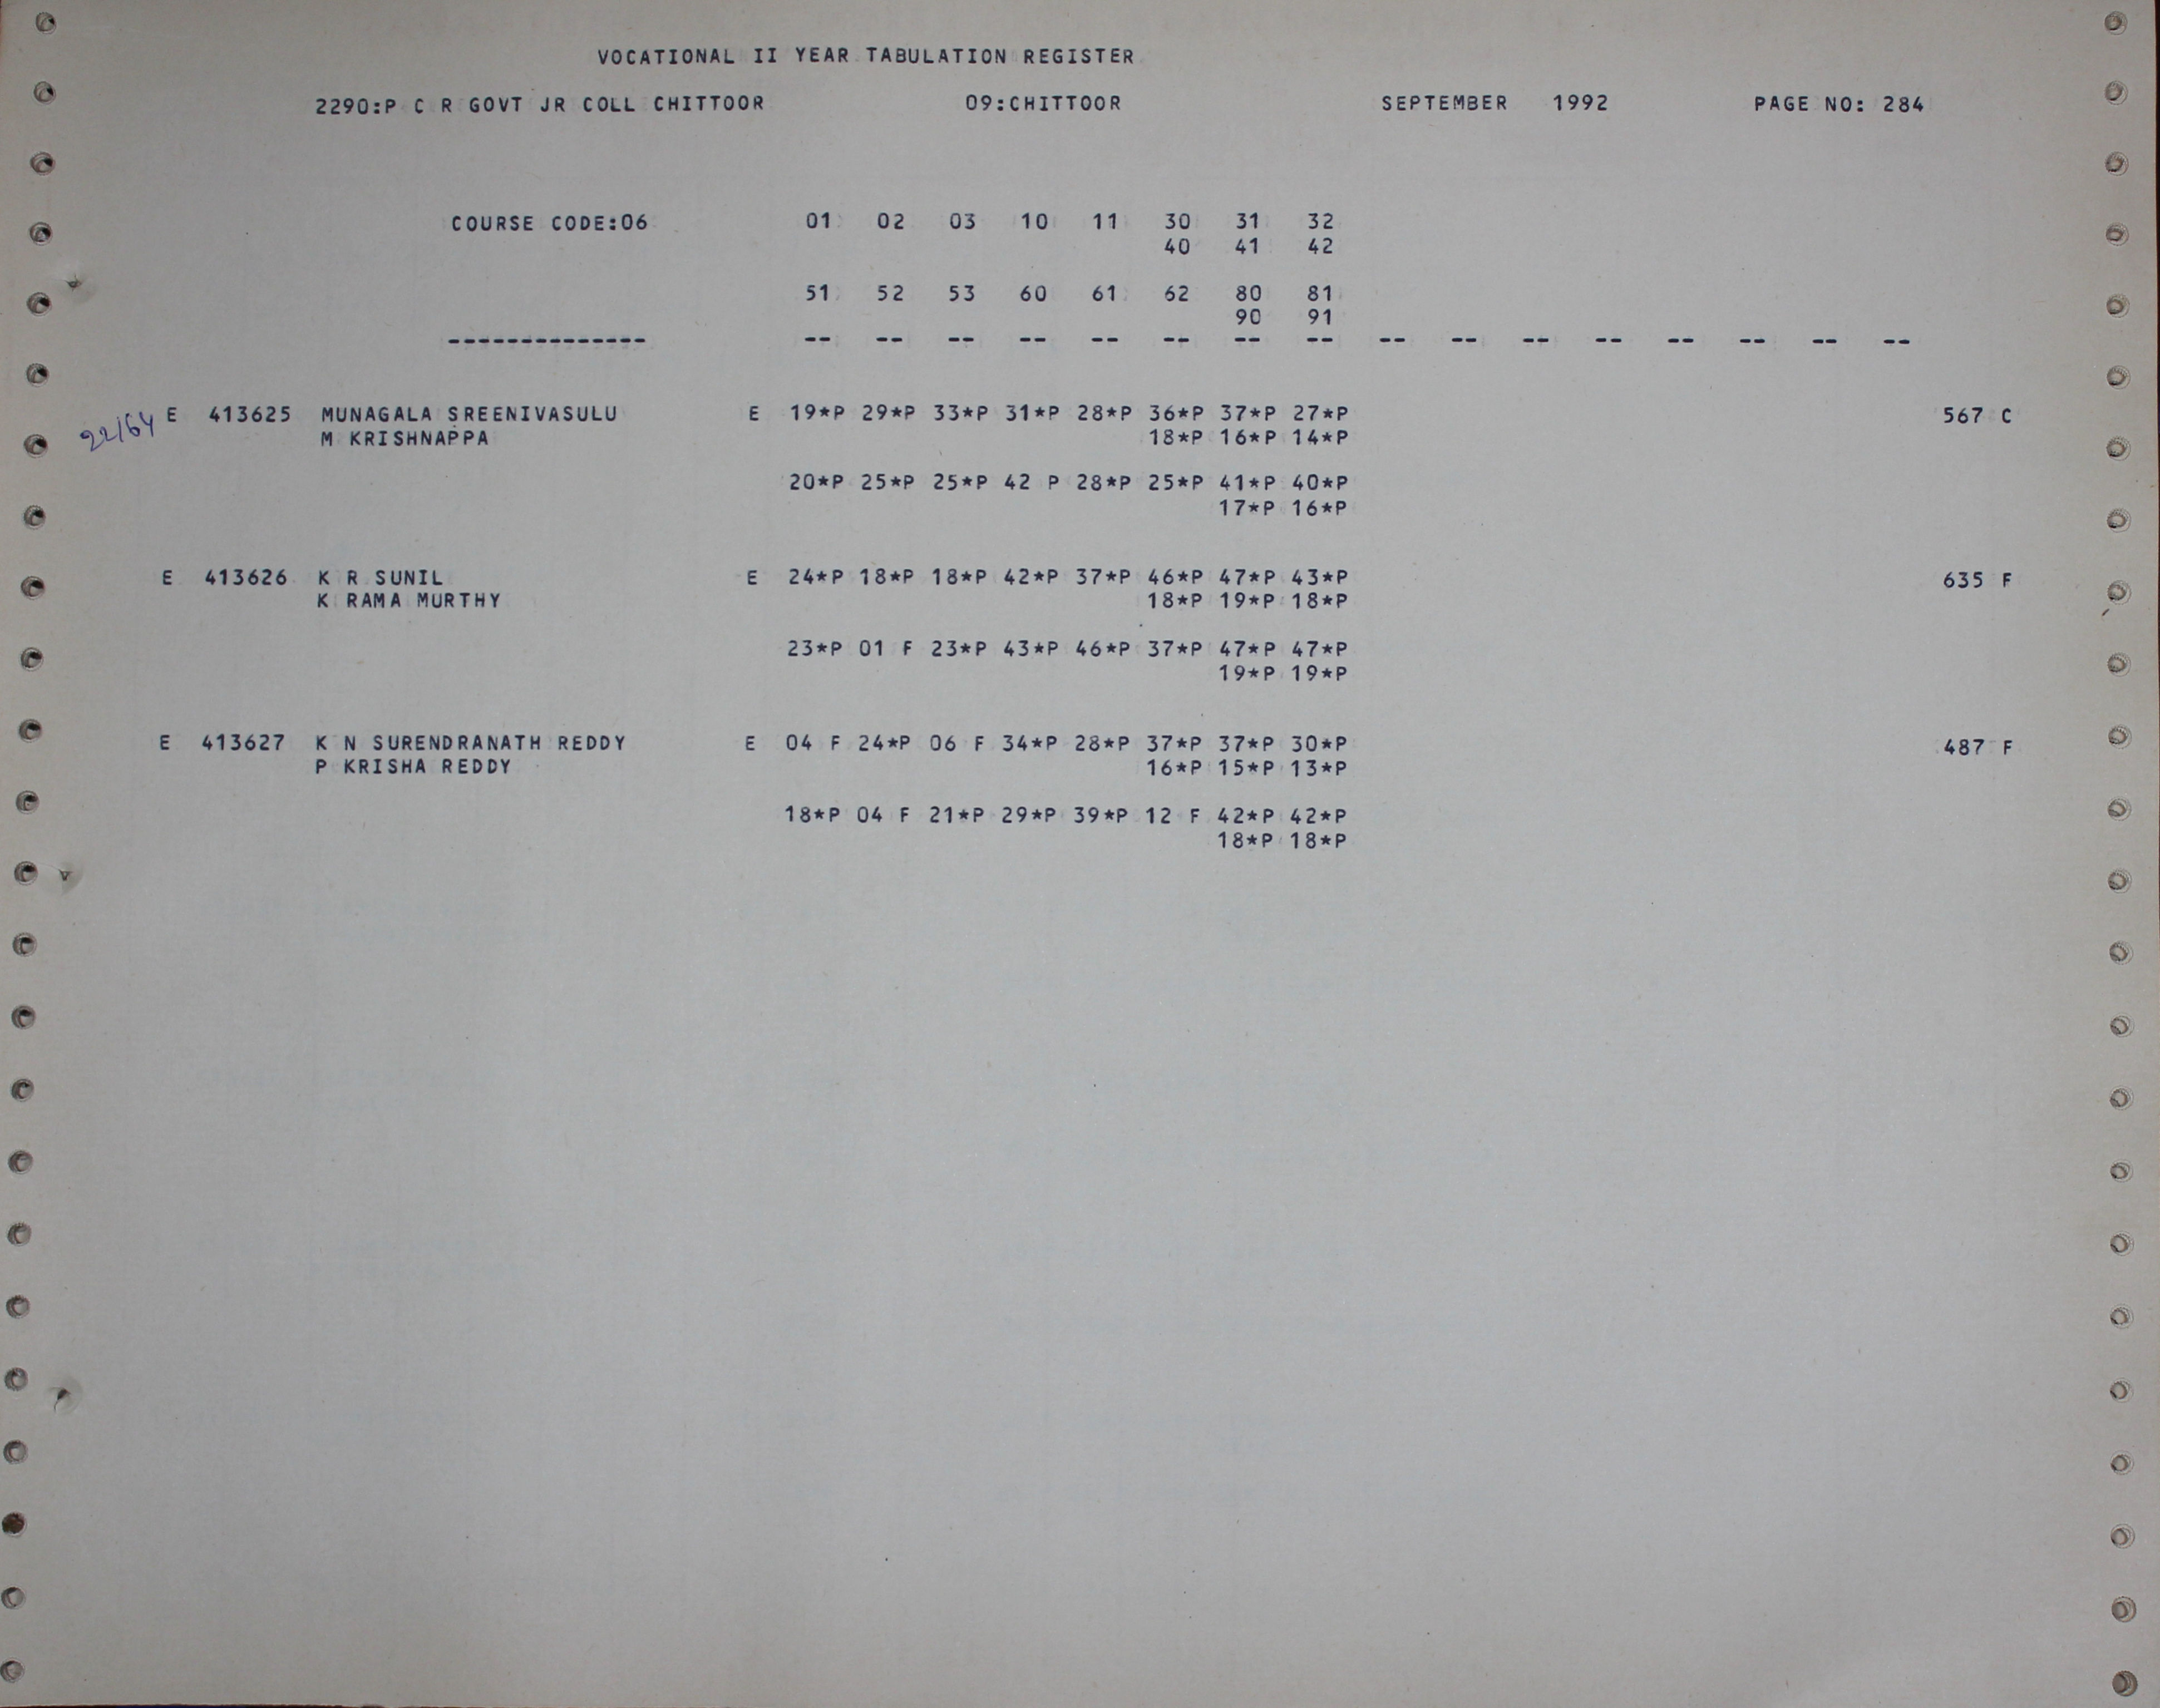 VOCATIONAL II YEAR TABULATION REGISTER
2290:P C R GOVT JR COLL CHITTOOR 09:CHITTOOR SEPTEMBER 1992 PAGE NO: 284
COURSE CODE:06 01 02 03 10 11 30 31 32
40 41 42
51 52 53 60 61 62 80 81
90 91
-------------- -- -- -- -- -- -- -- -- -- -- -- -- -- -- -- --
22164 E 413625 MUNAGALA SREENIVASULU E 19*P 29*P 33*P 31*P 28*P 36*P 37*P 27*P 567 C
M KRISHNAPPA 18*P 16*P 14*P
20*P 25*P 25*P 42 P 28*P 25*P 41*P 40*P
17*P 16*P
E 413626 K R SUNIL E 24*P 18*P 18*P 42*P 37*P 46*P 47*P 43*P 635 F
K RAMA MURTHY 18*P 19*P 18*P
23*P 01 F 23*P 43*P 46*P 37*P 47*P 47*P
19*P 19*P
E 413627 K N SURENDRANATH REDDY E 04 F 24*P 06 F 34*P 28*P 37*P 37*P 30*P 487 F
P KRISHA REDDY 16*P 15*P 13*P
18*P 04 F 21*P 29*P 39*P 12 F 42*P 42*P
18*P 18*P